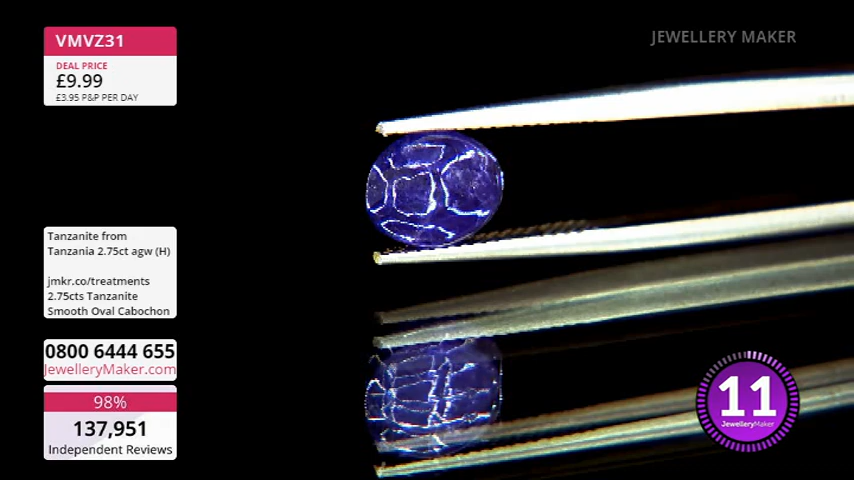 VMVZ31
DEAL PRICE
£9.99
£3.95 P&P PER DAY
JEWELLERY MAKER
Tanzanite from
Tanzania 2.75ct agw (H)
jmkr.co/treatments
2.75cts Tanzanite
Smooth Oval Cabochon
0800 6444 655
JewelleryMaker.com
98%
137,951
Independent Reviews
11
JewelleryMaker